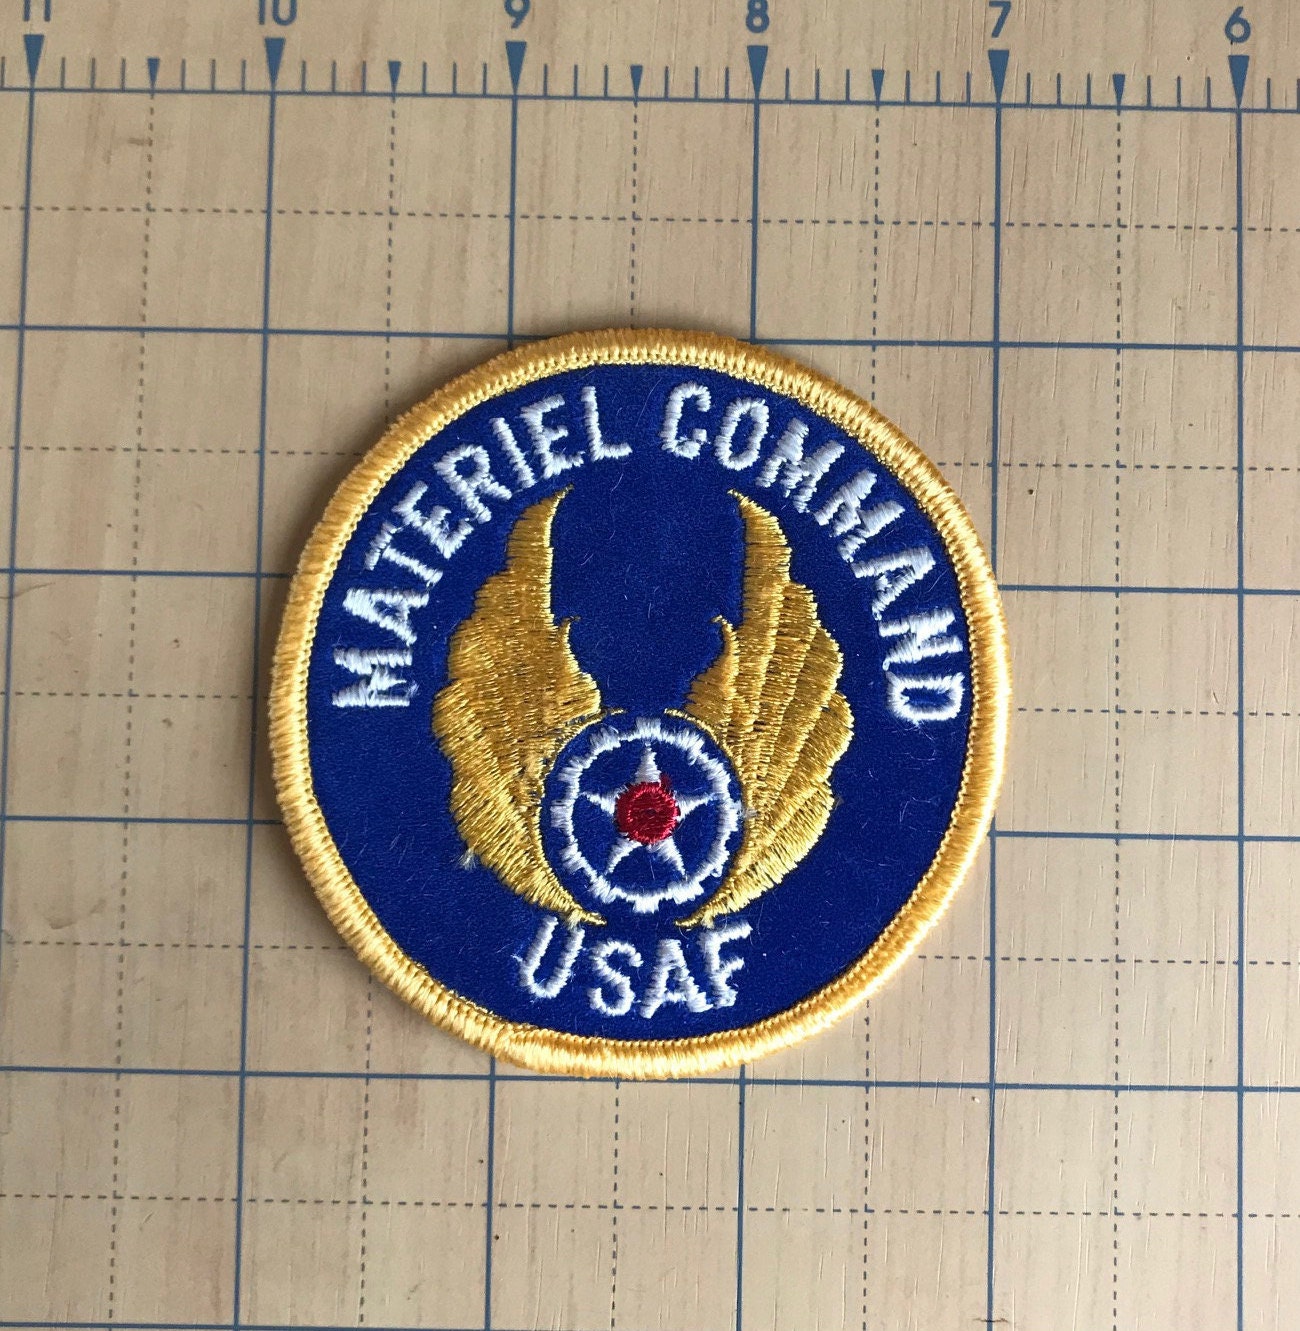 11 10 9 8 7 6
MATERIEL COMMAND
USAF